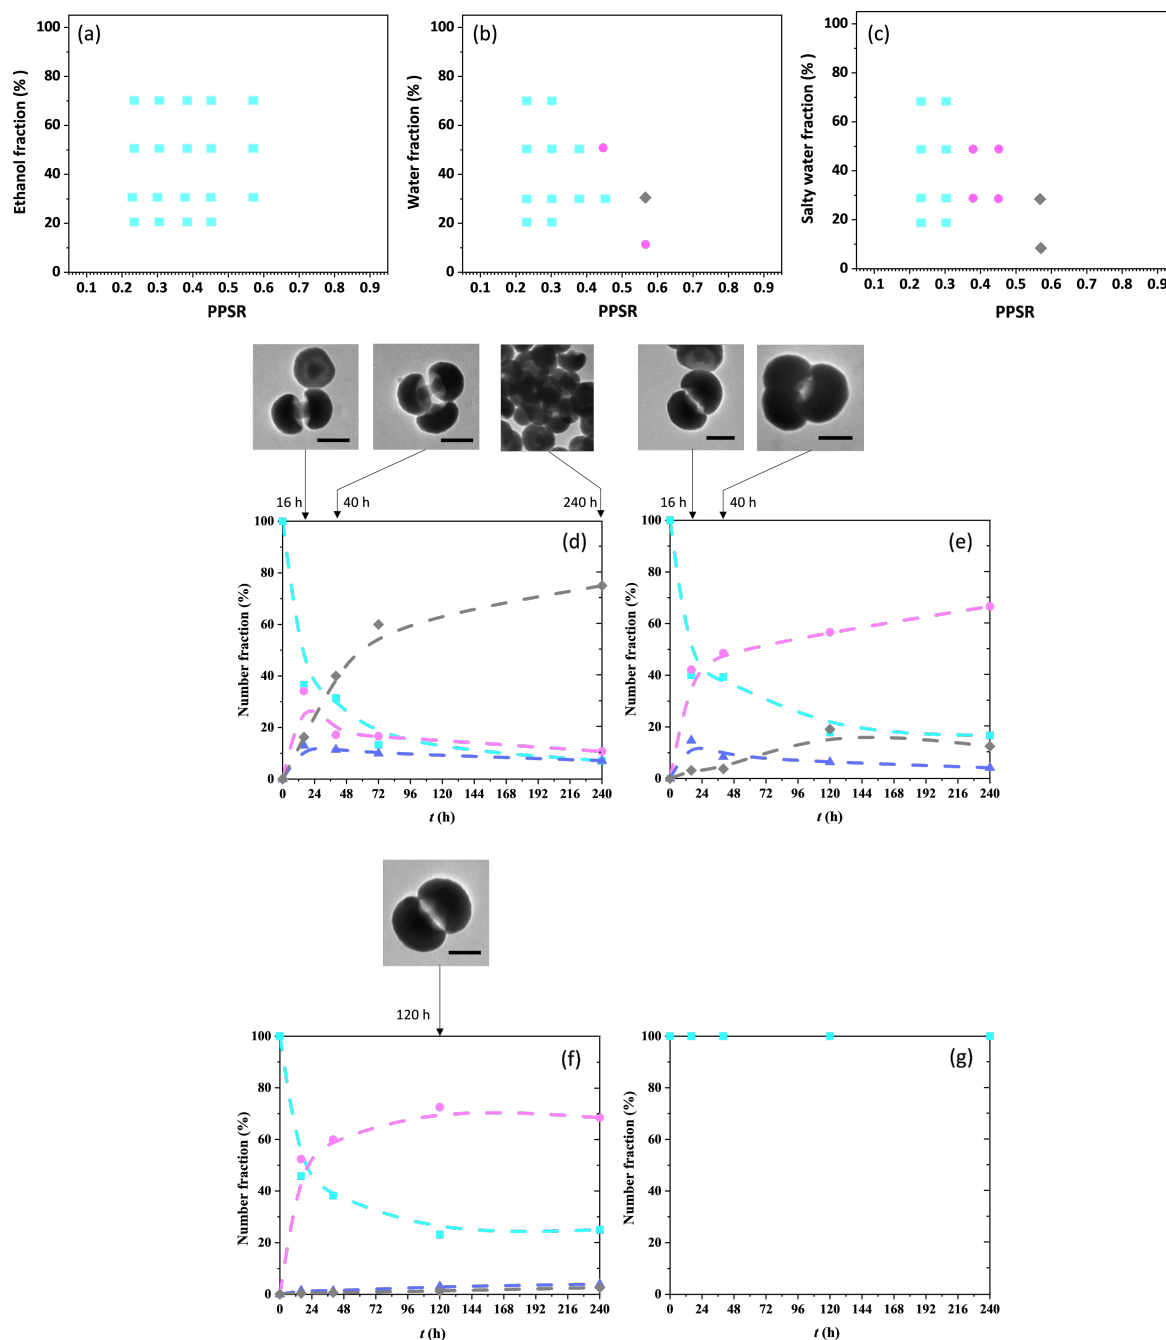 (a)
100
80
60
40
20
0
Ethanol fraction (%)
0.1 0.2 0.3 0.4 0.5 0.6 0.7 0.8 0.9
PPSR
(b)
100
80
60
40
20
0
Water fraction (%)
0.1 0.2 0.3 0.4 0.5 0.6 0.7 0.8 0.9
PPSR
(c)
100
80
60
40
20
0
Salty water fraction (%)
0.1 0.2 0.3 0.4 0.5 0.6 0.7 0.8 0.9
PPSR
16 h
40 h
240 h
(d)
100
80
60
40
20
0
Number fraction (%)
0 24 48 72 96 120 144 168 192 216 240
t (h)
16 h
40 h
(e)
100
80
60
40
20
0
Number fraction (%)
0 24 48 72 96 120 144 168 192 216 240
t (h)
120 h
(f)
100
80
60
40
20
0
Number fraction (%)
0 24 48 72 96 120 144 168 192 216 240
t (h)
(g)
100
80
60
40
20
0
Number fraction (%)
0 24 48 72 96 120 144 168 192 216 240
t (h)